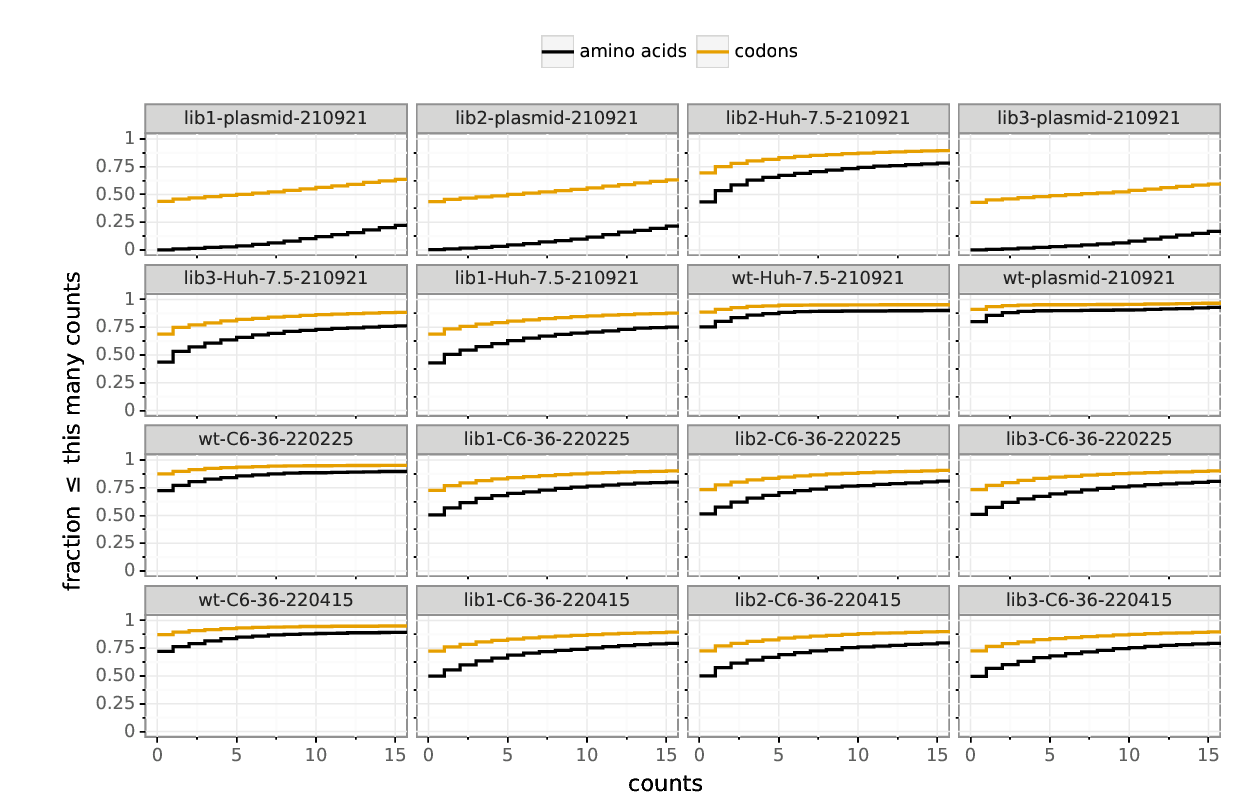 amino acids codons
lib1-plasmid-210921 lib2-plasmid-210921 lib2-Huh-7.5-210921 lib3-plasmid-210921
1
0.75
0.50
0.25
0
lib3-Huh-7.5-210921 lib1-Huh-7.5-210921 wt-Huh-7.5-210921 wt-plasmid-210921
1
0.75
0.50
0.25
0
wt-C6-36-220225 lib1-C6-36-220225 lib2-C6-36-220225 lib3-C6-36-220225
1
0.75
0.50
0.25
0
wt-C6-36-220415 lib1-C6-36-220415 lib2-C6-36-220415 lib3-C6-36-220415
1
0.75
0.50
0.25
0
0 5 10 15 0 5 10 15 0 5 10 15 0 5 10 15
counts
fraction ≤ this many counts